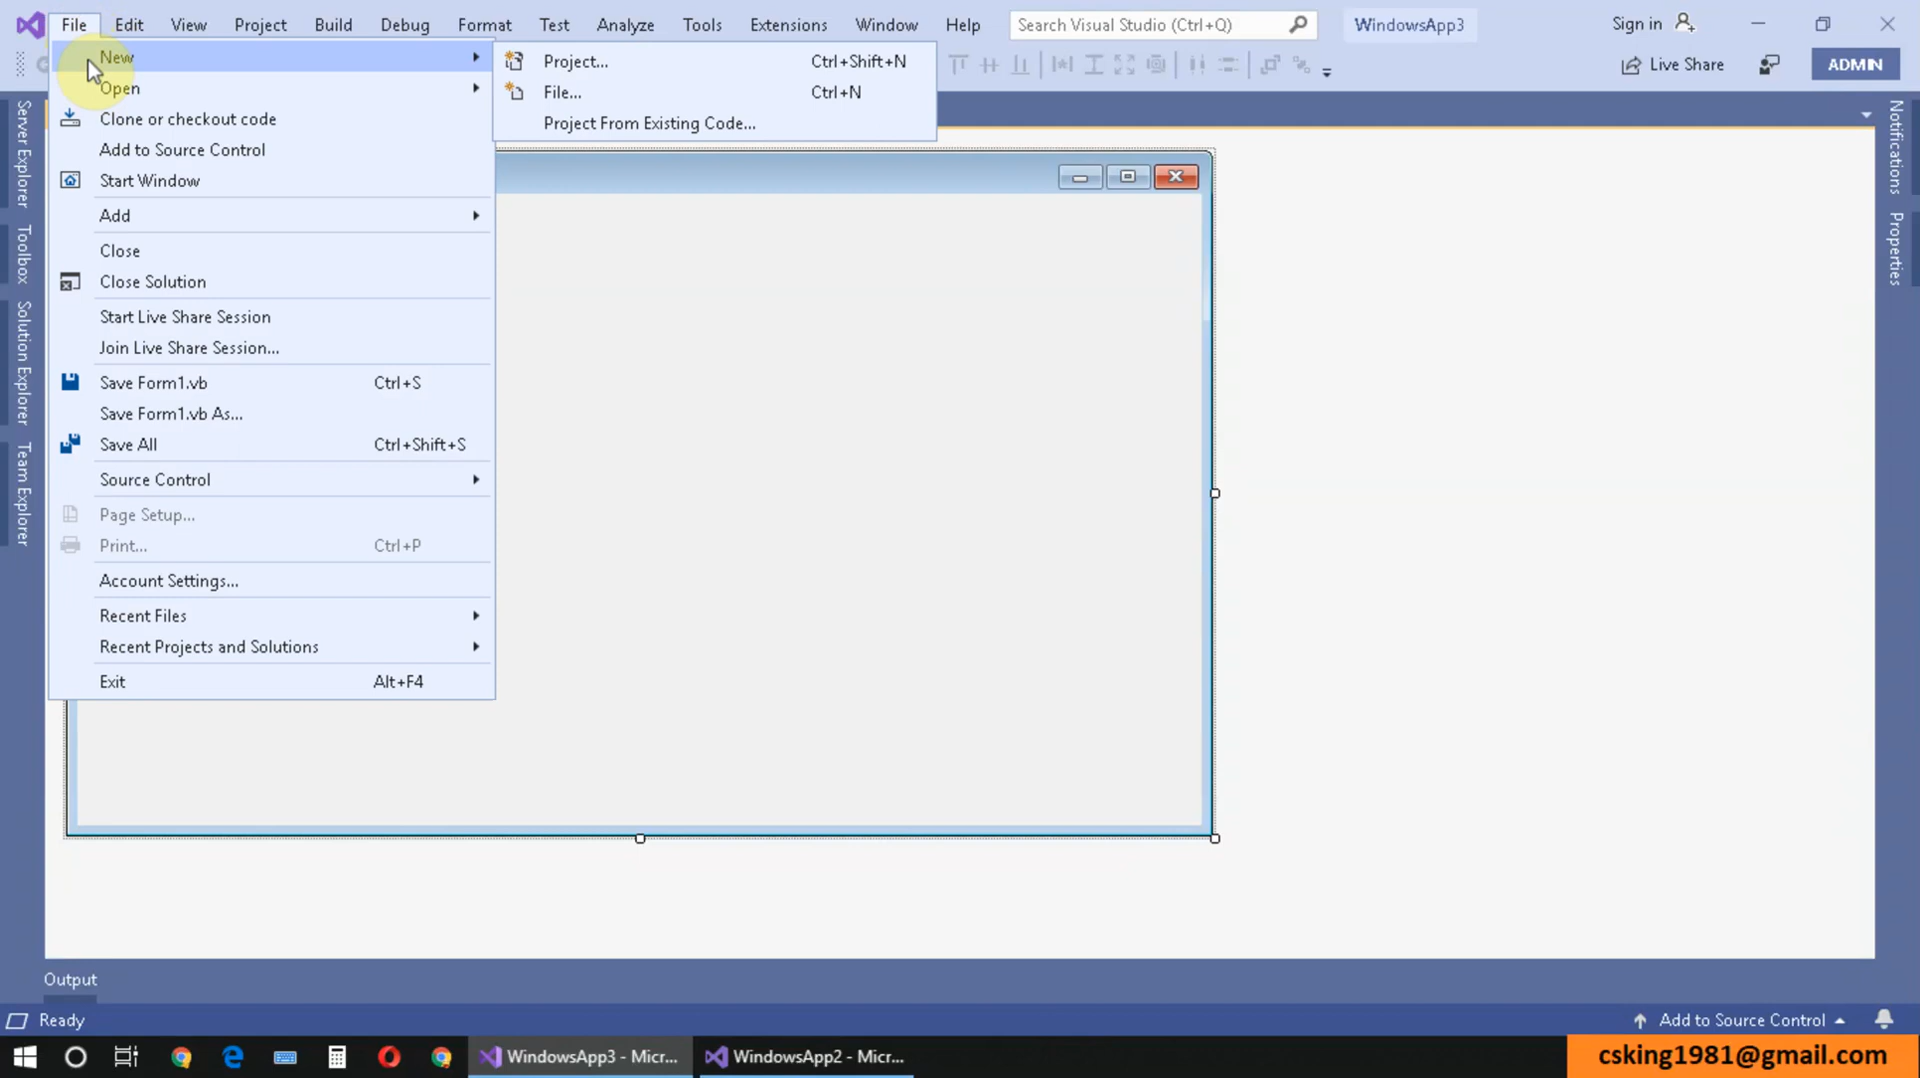 File Edit View Project Build Debug Format Test Analyze Tools Extensions Window Help Search Visual Studio (Ctrl+Q) WindowsApp3 Sign in
Live Share ADMIN
New
Open
Clone or checkout code
Add to Source Control
Start Window
Add
Close
Close Solution
Start Live Share Session
Join Live Share Session...
Save Form1.vb Ctrl+S
Save Form1.vb As...
Save All Ctrl+Shift+S
Source Control
Page Setup...
Print... Ctrl+P
Account Settings...
Recent Files
Recent Projects and Solutions
Exit Alt+F4
Project... Ctrl+Shift+N
File... Ctrl+N
Project From Existing Code...
Server Explorer
Toolbox
Solution Explorer
Team Explorer
Notifications
Properties
Output
Ready
Add to Source Control
WindowsApp3 - Micr...
WindowsApp2 - Micr...
csking1981@gmail.com